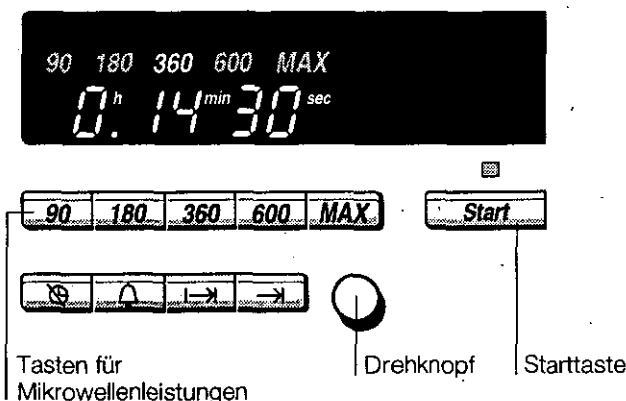 90 180 360 600 MAX
0. h 14 min 30 sec
90 180 360 600 MAX Start
Drehknopf Starttaste
Tasten für
Mikrowellenleistungen